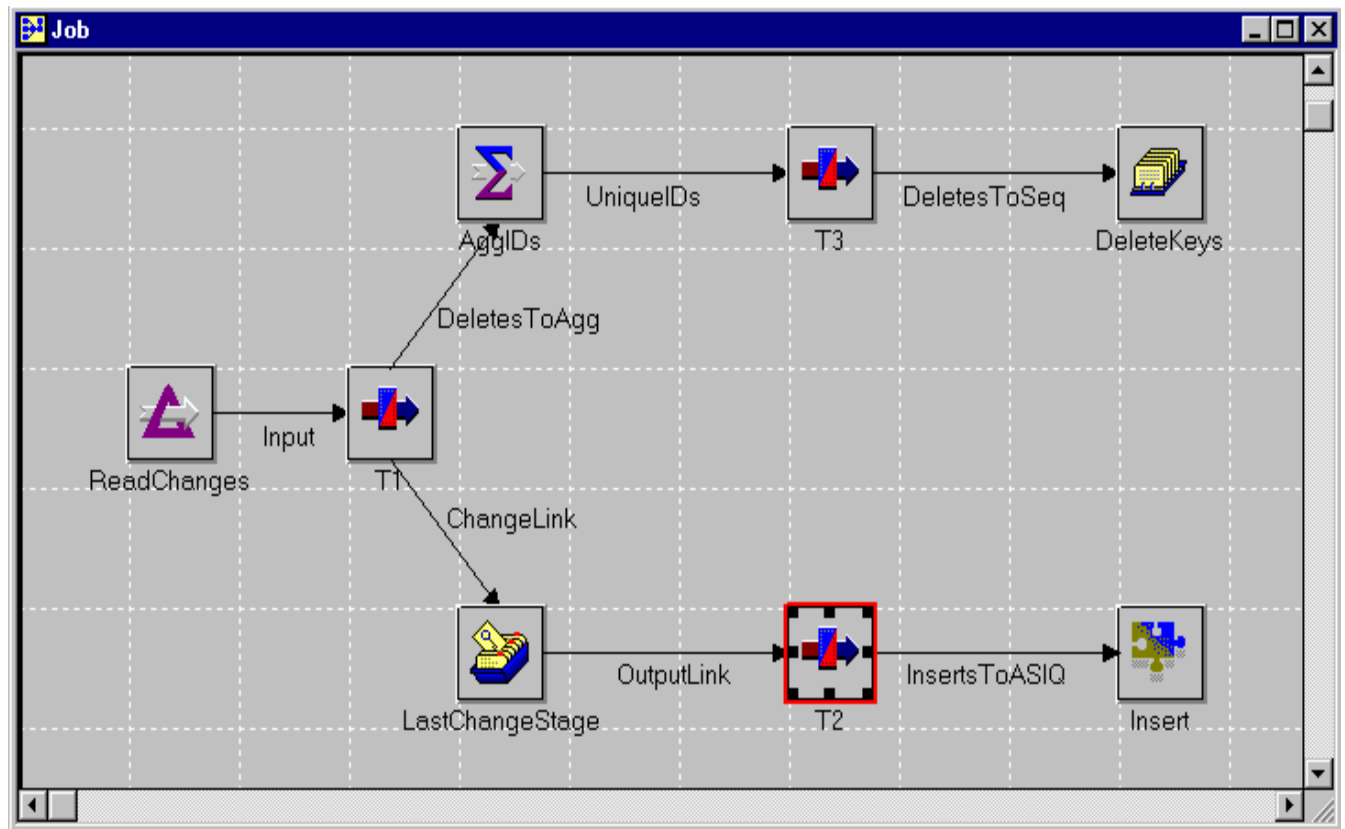 Job
UniqueIDs
DeletesToSeq
AggIDs
T3
DeleteKeys
DeletesToAgg
Input
ReadChanges
T1
ChangeLink
OutputLink
InsertsToASIQ
LastChangeStage
T2
Insert